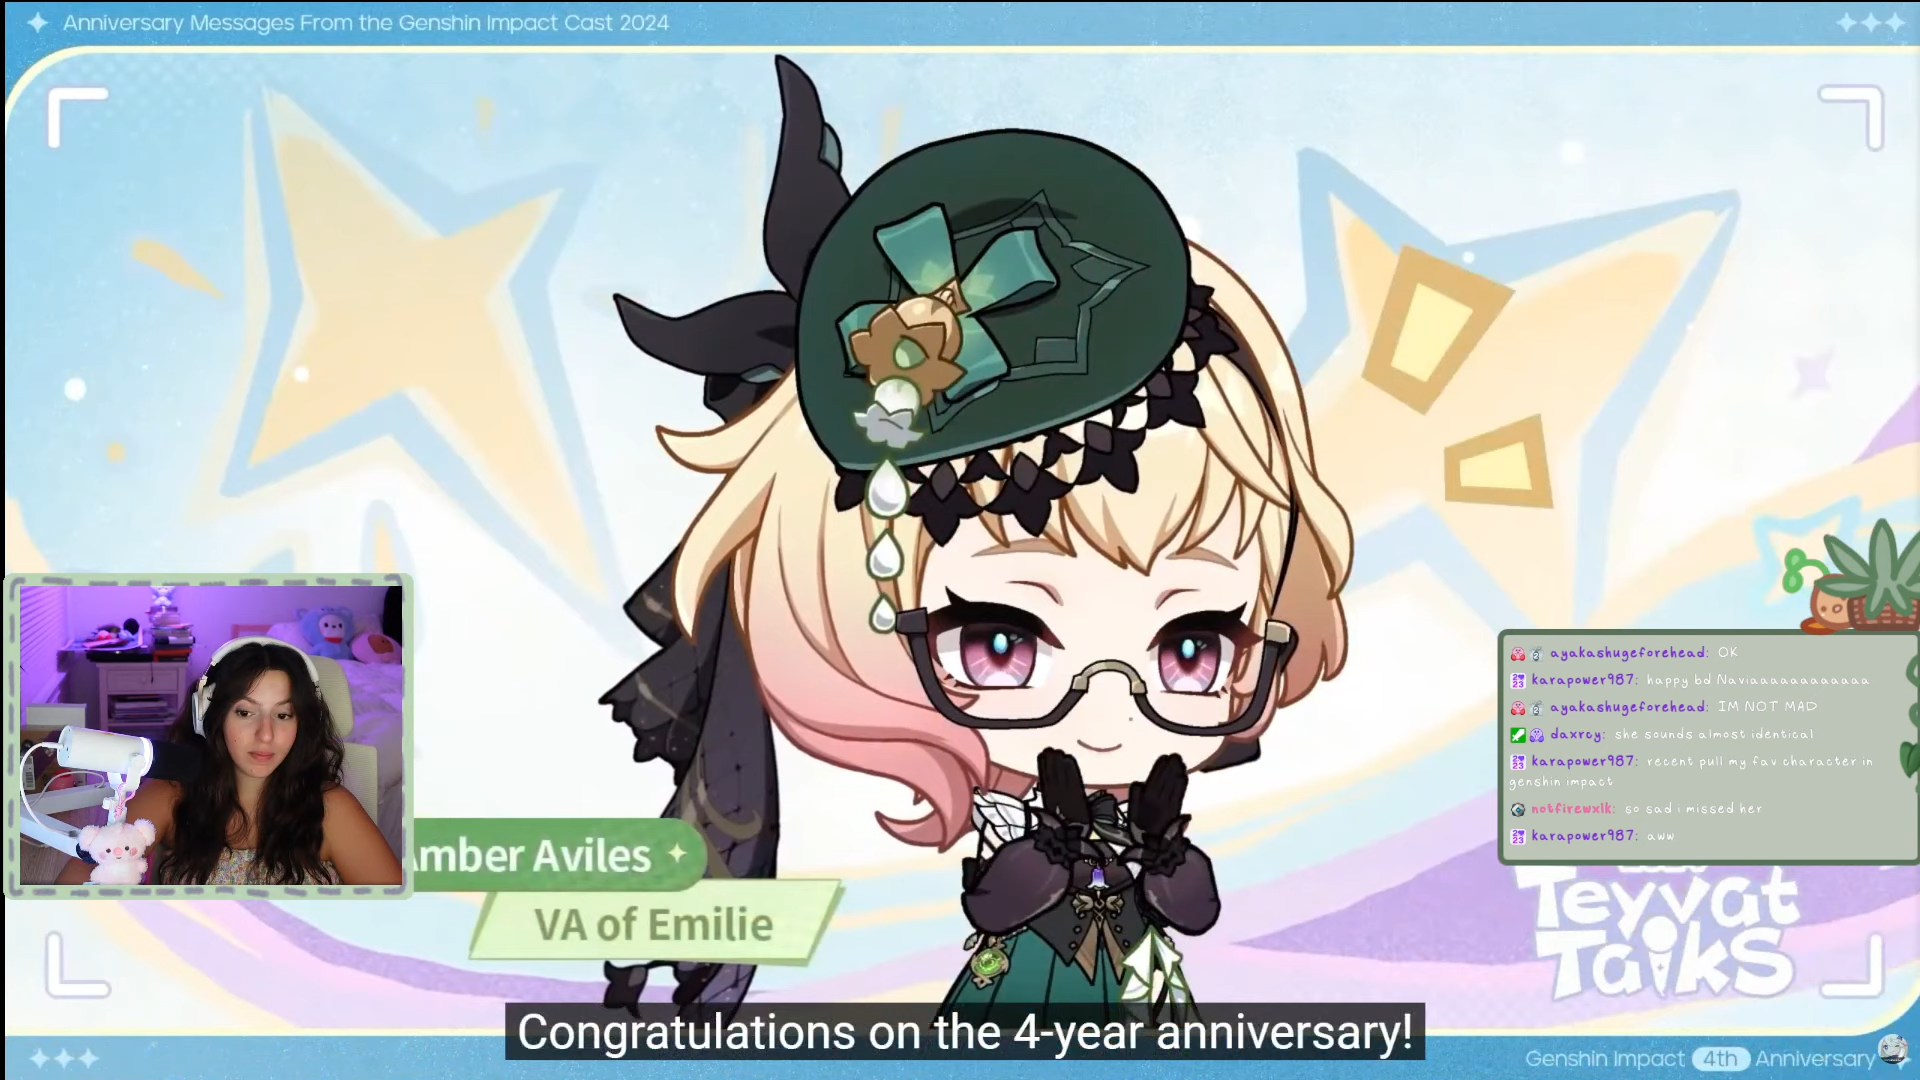 Anniversary Messages From the Genshin Impact Cast 2024
ayakashugeforehead: OK
karapower987: happy bd Naviaaaaaaaaaaaa
ayakashugeforehead: IM NOT MAD
daxrcy: she sounds almost identical
karapower987: recent pull my fav character in
genshin impact
notfirewxlk: so sad i missed her
karapower987: aww
mber Aviles
VA of Emilie
Teyvat
Talks
Congratulations on the 4-year anniversary!
Genshin Impact 4th Anniversary